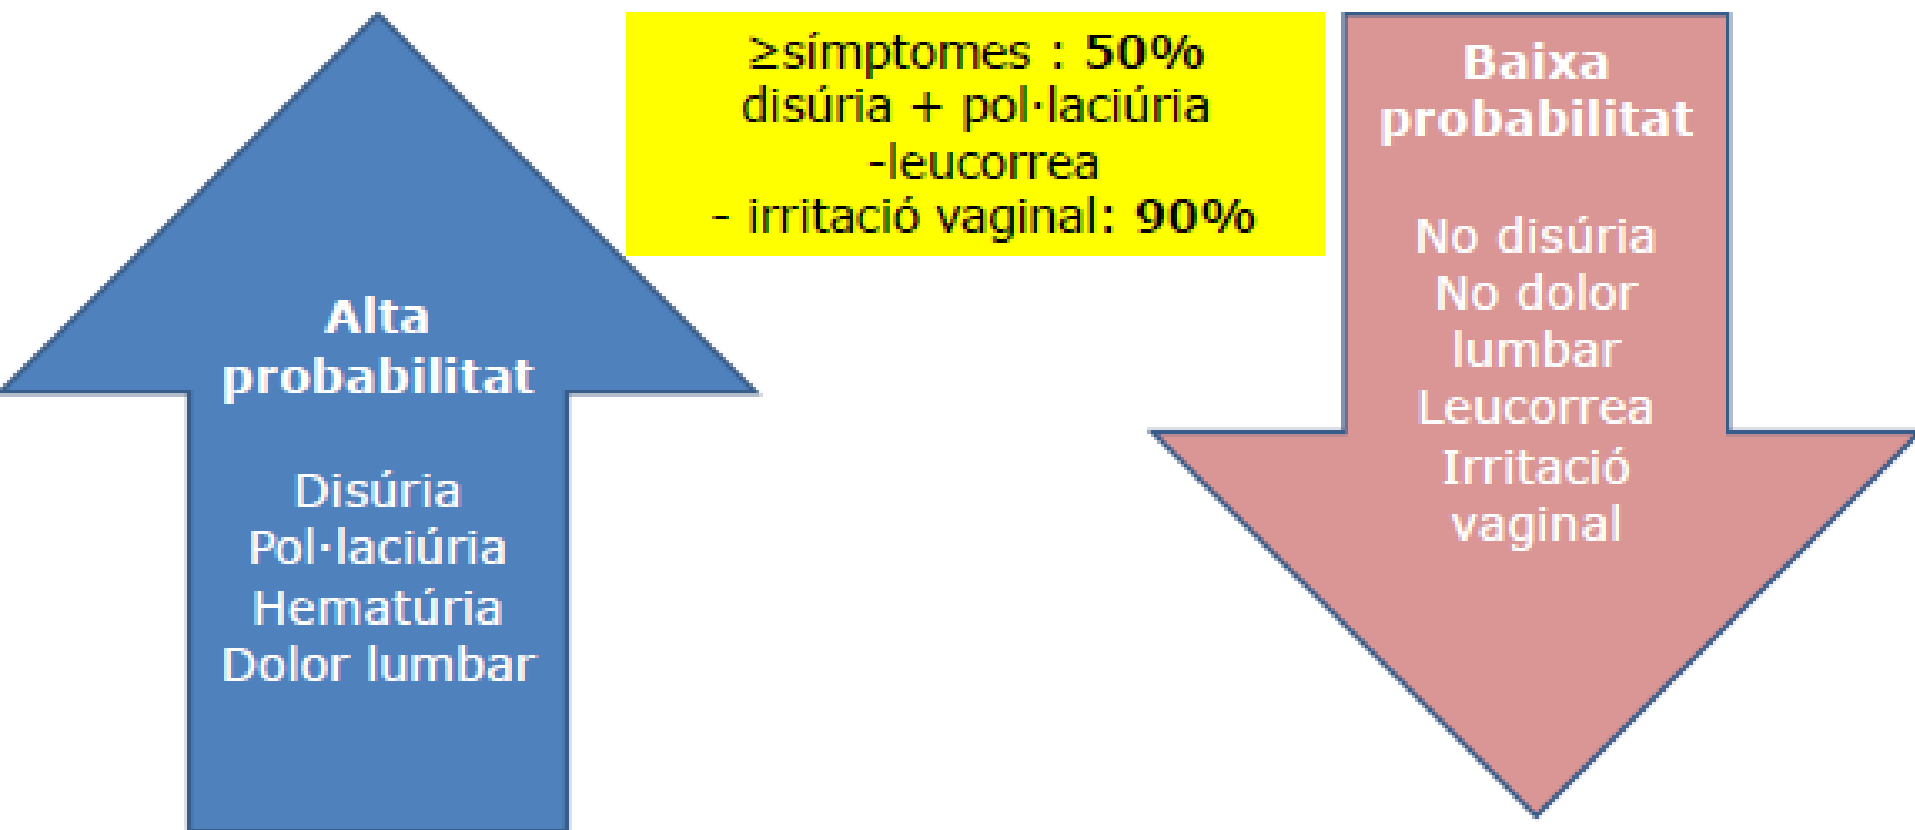 Alta
probabilitat
Disúria
Pol·laciúria
Hematúria
Dolor lumbar
≥símptomes : 50%
disúria + pol·laciúria
-leucorrea
- irritació vaginal: 90%
Baixa
probabilitat
No disúria
No dolor
lumbar
Leucorrea
Irritació
vaginal